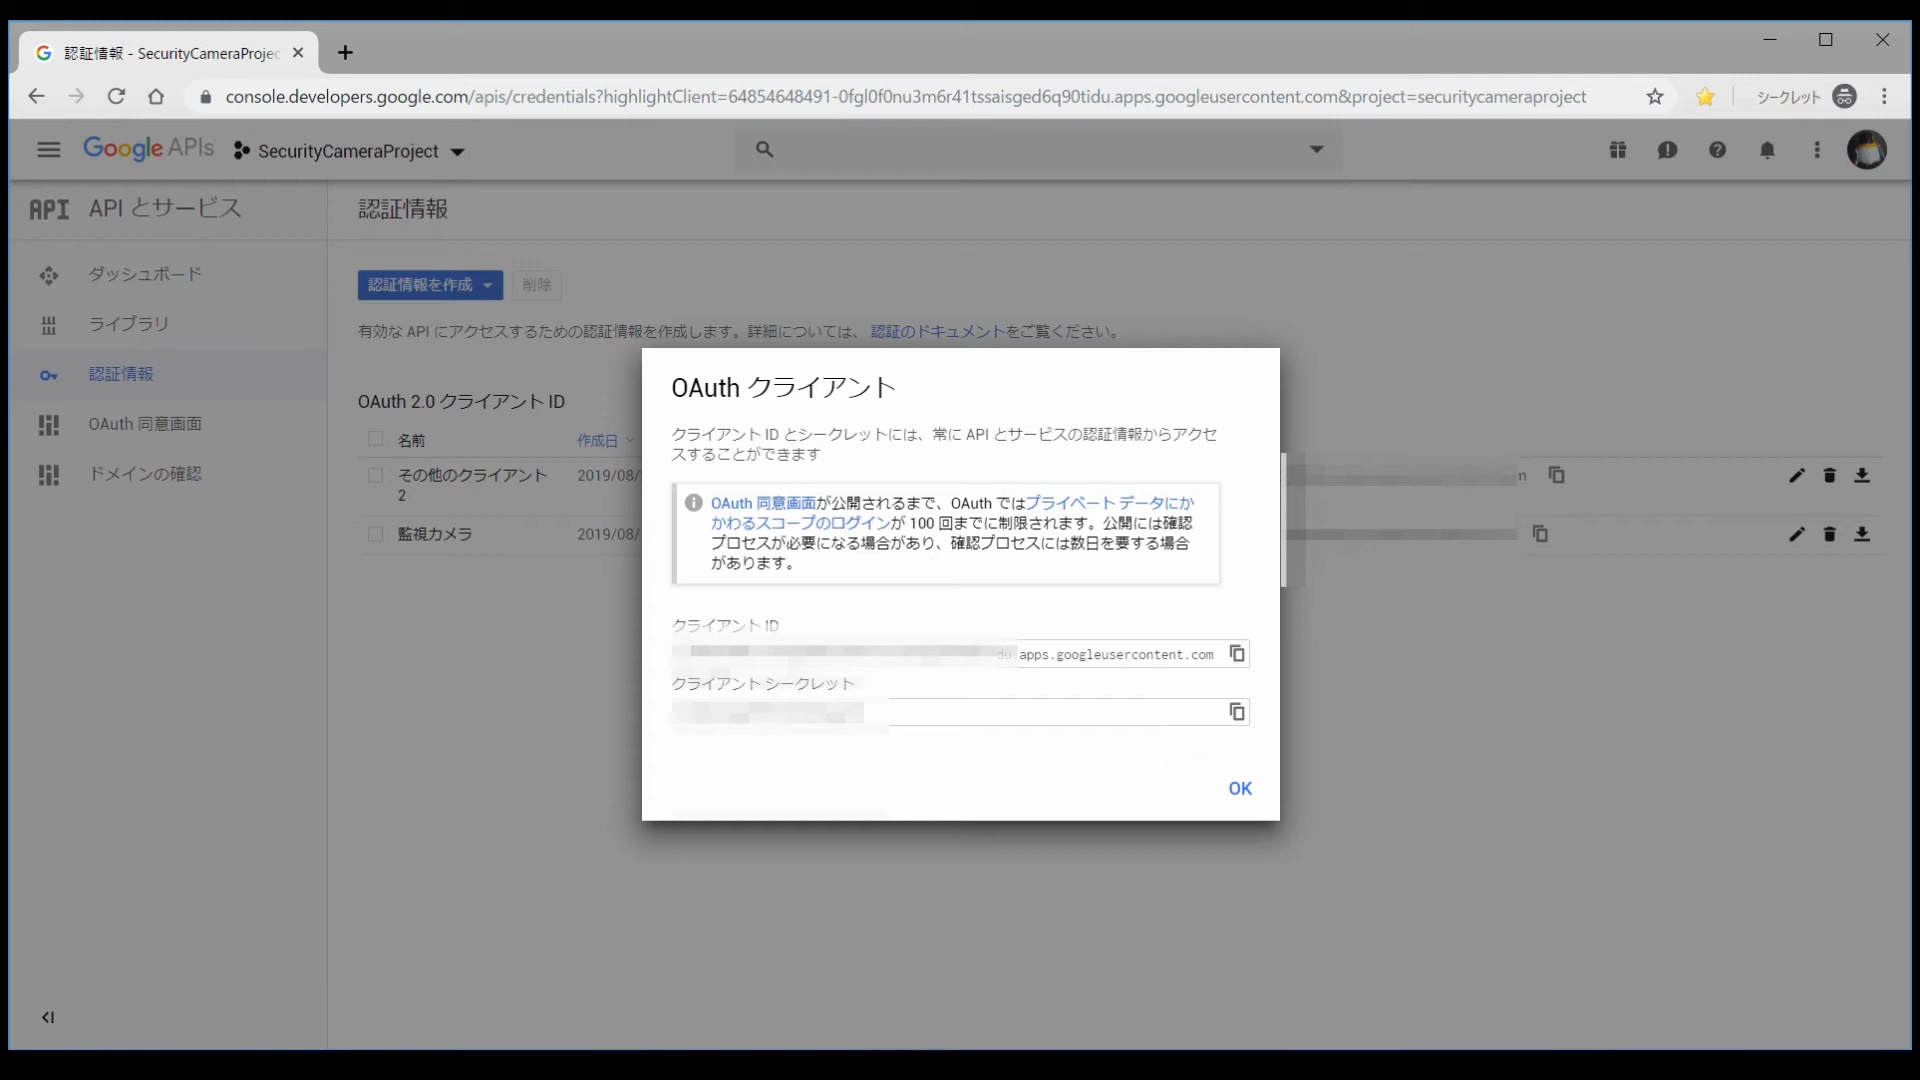 認証情報 - SecurityCameraProjec
console.developers.google.com/apis/credentials?highlightClient=64854648491-0fgl0f0nu3m6r41tssaisged6q90tidu.apps.googleusercontent.com&project=securitycameraproject
シークレット
Google APIs
SecurityCameraProject
API
API とサービス
認証情報
ダッシュボード
ライブラリ
認証情報
OAuth 同意画面
ドメインの確認
認証情報を作成
削除
有効な API にアクセスするための認証情報を作成します。詳細については、 認証のドキュメントをご覧ください。
OAuth 2.0 クライアント ID
名前
作成日
その他のクライアント
2
2019/08/
監視カメラ
2019/08/
OAuth クライアント
クライアント ID とシークレットには、常に API とサービスの認証情報からアクセ
スすることができます
OAuth 同意画面が公開されるまで、OAuth ではプライベート データにか
かわるスコープのログインが 100 回までに制限されます。公開には確認
プロセスが必要になる場合があり、確認プロセスには数日を要する場合
があります。
クライアント ID
apps.googleusercontent.com
クライアント シークレット
OK